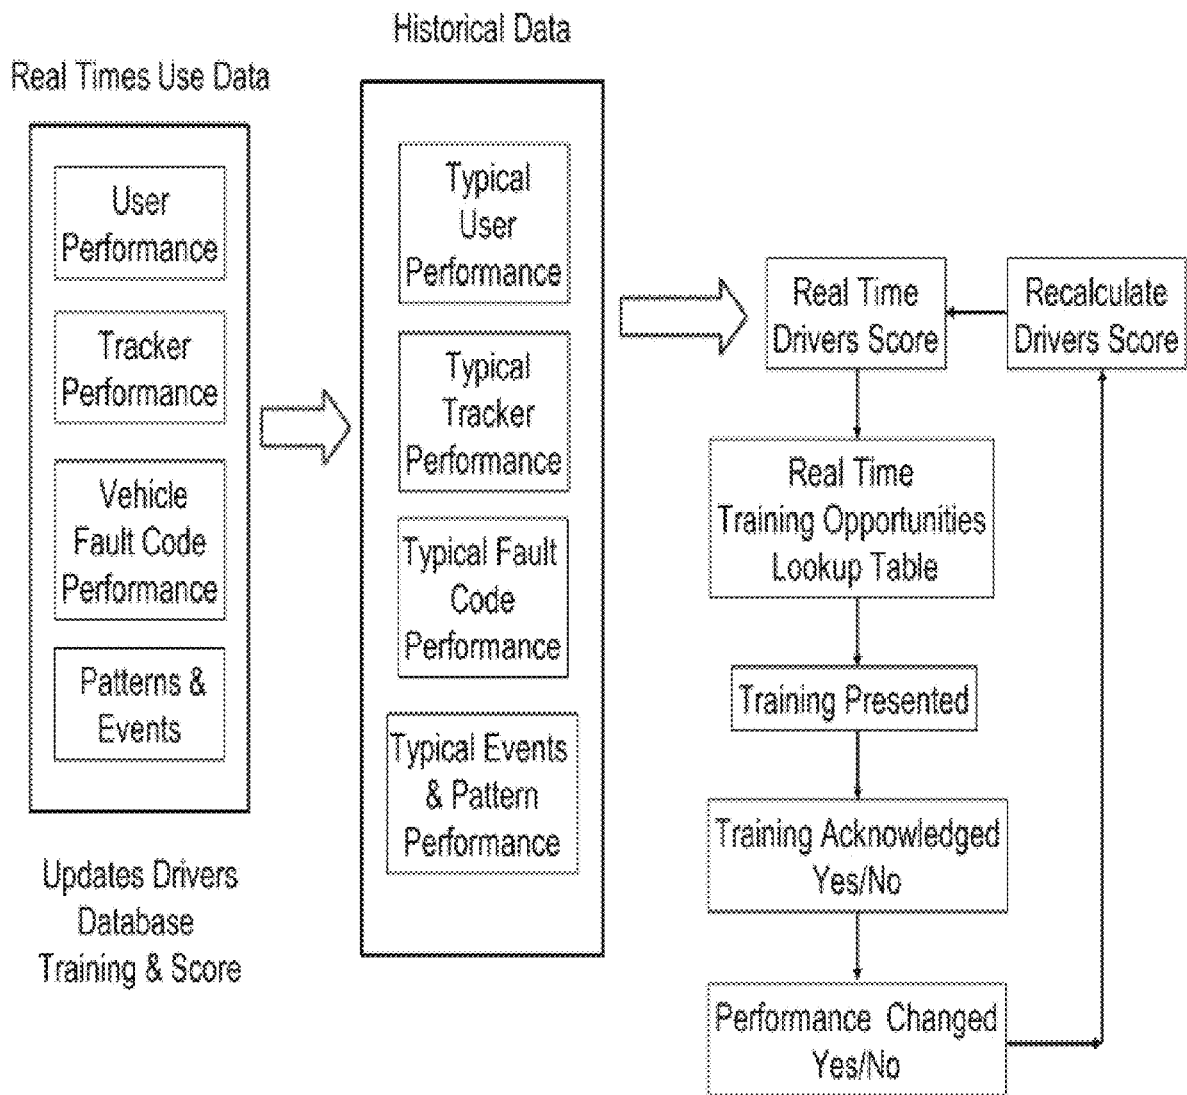 Historical Data
Real Times Use Data
User
Performance
Tracker
Performance
Vehicle
Fault Code
Performance
Patterns &
Events
Updates Drivers
Database
Training & Score
Typical
User
Performance
Typical
Tracker
Performance
Typical Fault
Code
Performance
Typical Events
& Pattern
Performance
Real Time
Drivers Score
Recalculate
Drivers Score
Real Time
Training Opportunities
Lookup Table
Training Presented
Training Acknowledged
Yes/No
Performance Changed
Yes/No